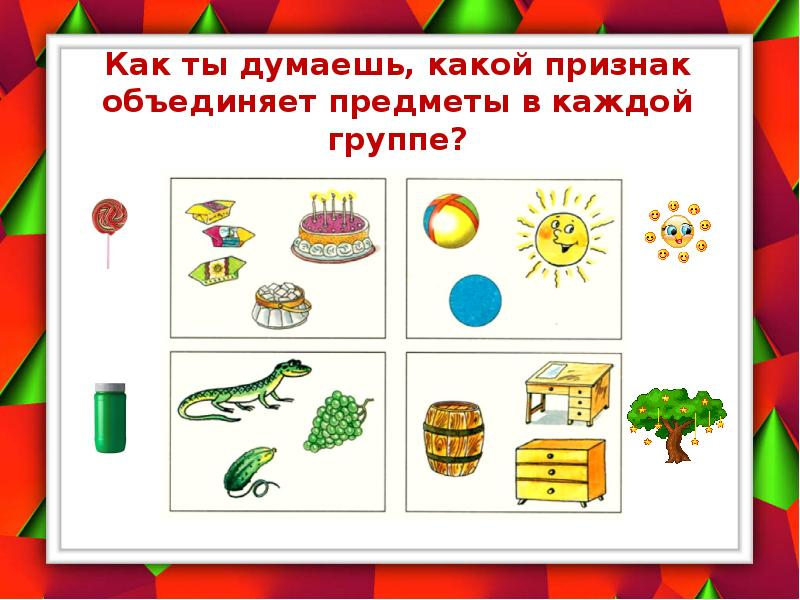 Как ты думаешь, какой признак
объединяет предметы в каждой
группе?